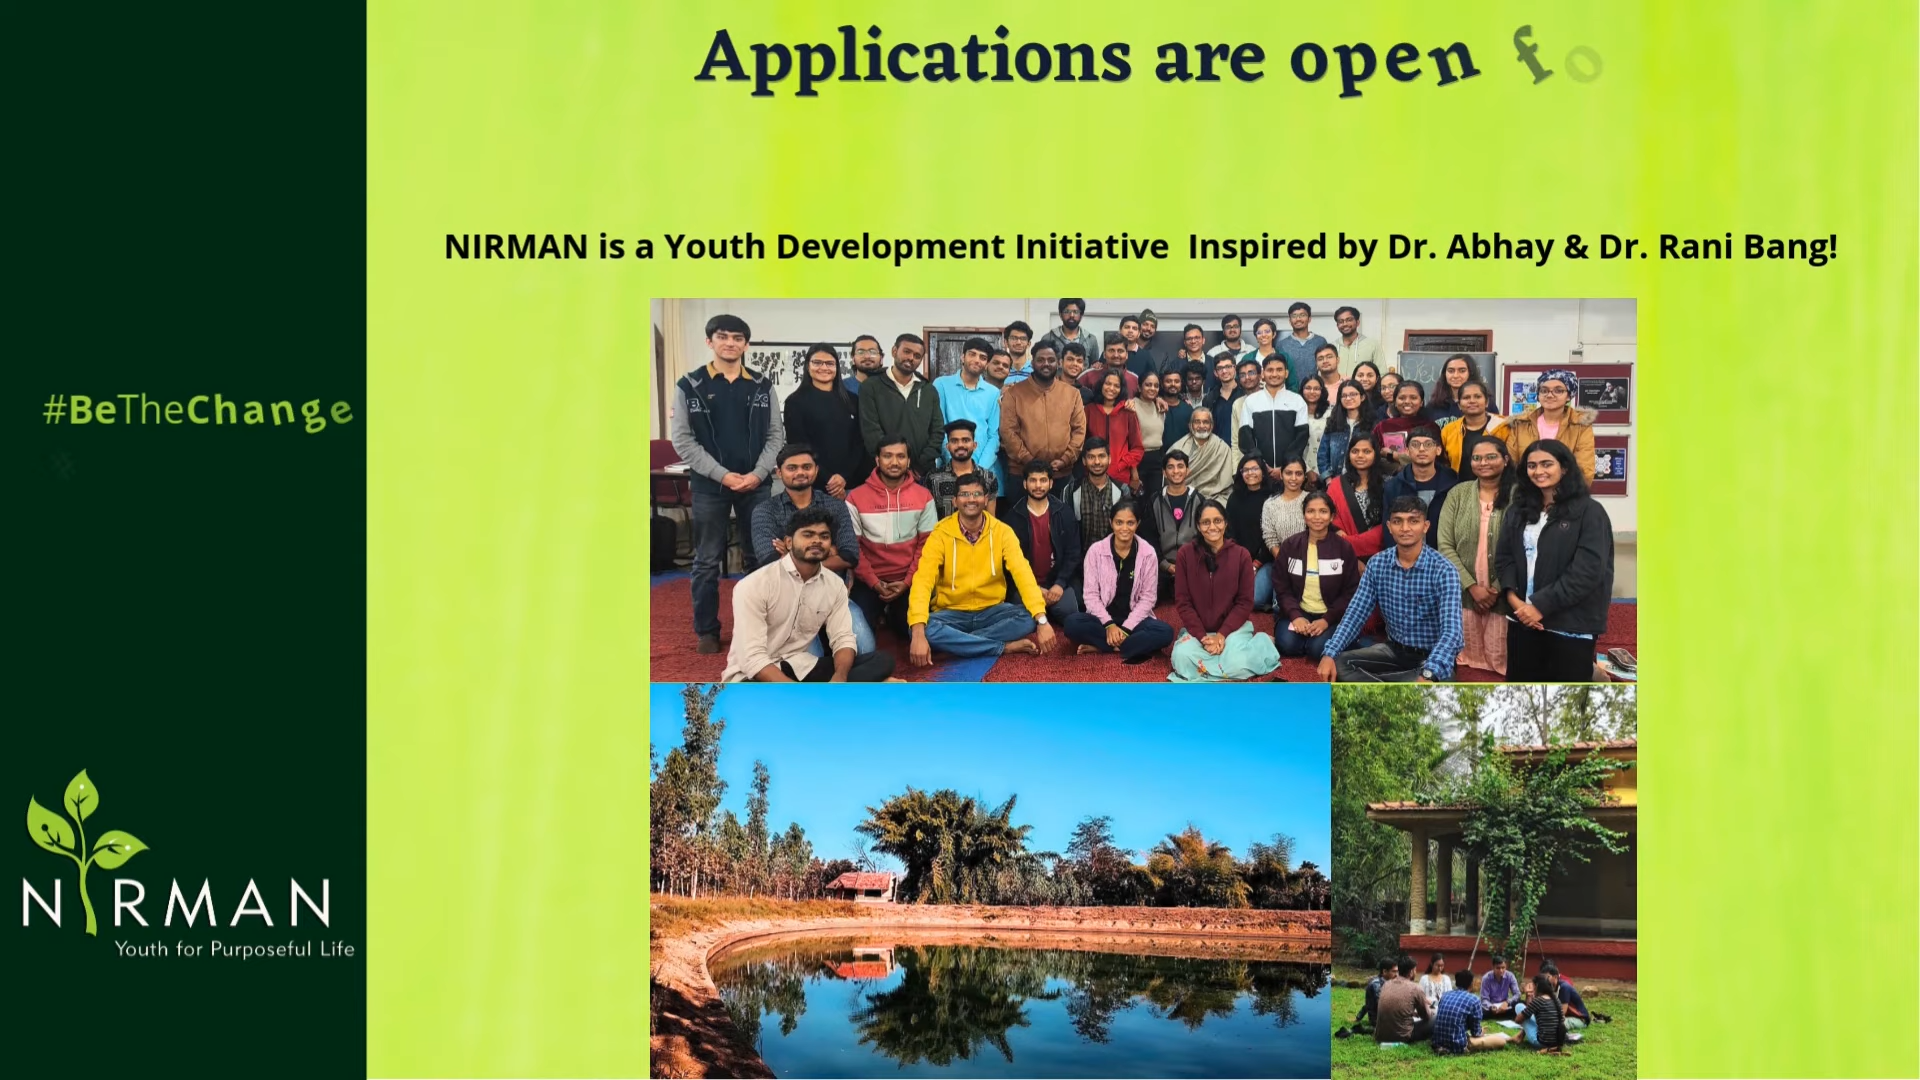 Applications are open fo
NIRMAN is a Youth Development Initiative Inspired by Dr. Abhay & Dr. Rani Bang!
#BeTheChange
NIRMAN
Youth for Purposeful Life